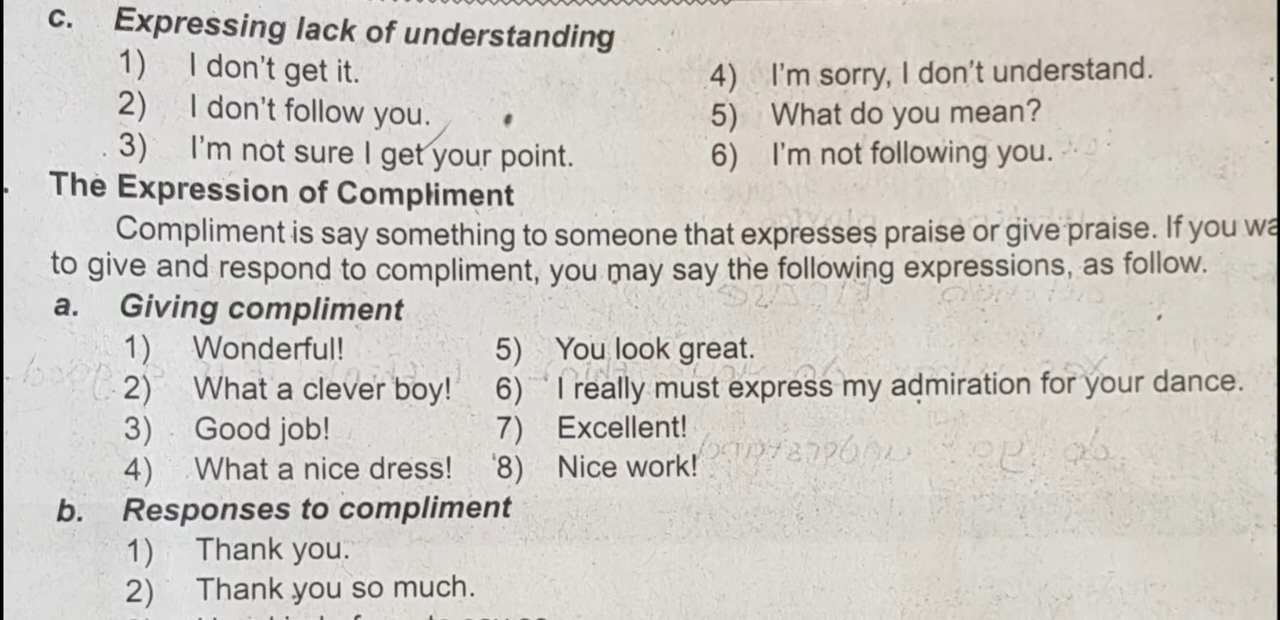 c. Expressing lack of understanding
1) I don't get it. 4) I'm sorry, I don't understand.
2) I don't follow you. 5) What do you mean?
3) I'm not sure I get your point. 6) I'm not following you.
The Expression of Compliment
Compliment is say something to someone that expresses praise or give praise. If you
to give and respond to compliment, you may say the following expressions, as follow.
a. Giving compliment
1) Wonderful! 5) You look great.
2) What a clever boy! 6) I really must express my admiration for your dance.
3) Good job! 7) Excellent!
4) What a nice dress! 8) Nice work!
b. Responses to compliment
1) Thank you.
2) Thank you so much.